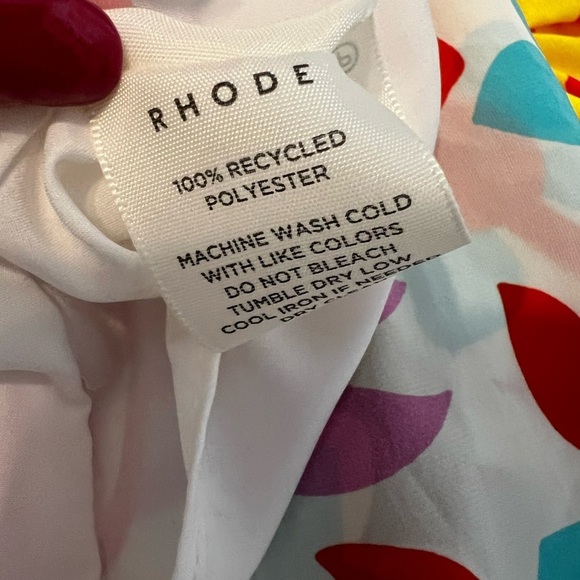 RHODE
100% RECYCLED
POLYESTER
MACHINE WASH COLD
WITH LIKE COLORS
DO NOT BLEACH
TUMBLE DRY LOW
COOL IRON IF NEEDED
DRY